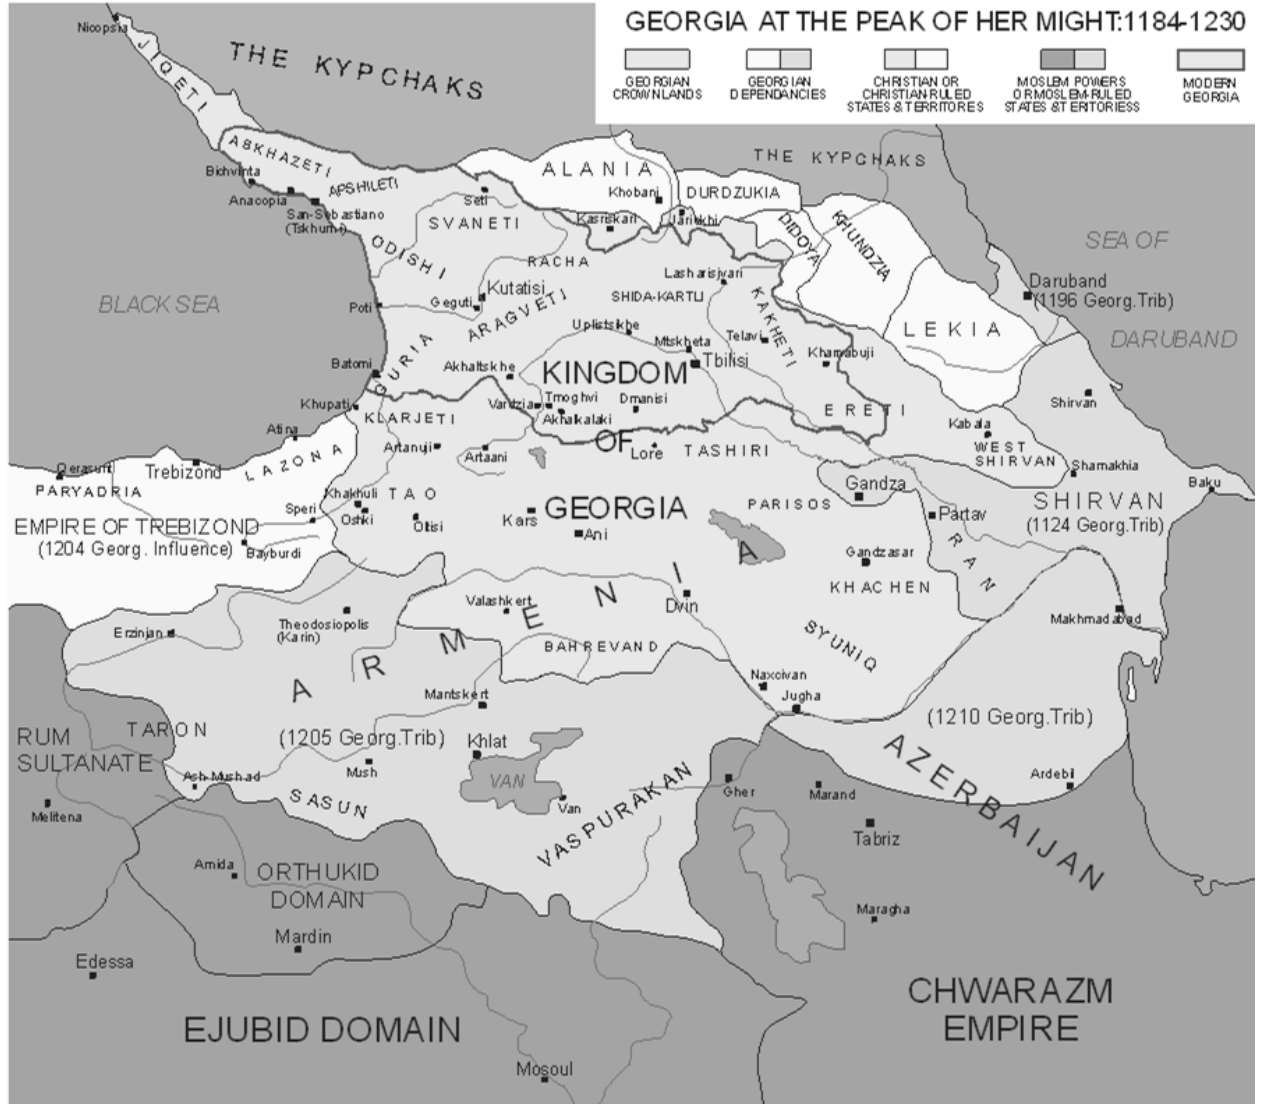 GEORGIA AT THE PEAK OF HER MIGHT:1184-1230
GEORGIAN
CROWNLANDS
GEORGIAN
DEPENDANCIES
CHRISTIAN OR
CHRISTIAN RULED
STATES & TERRITORES
MOSLEM POWERS
OR MOSLEM-RULED
STATES & TERITORIESS
MODERN
GEORGIA
Nicopsia
JIQETI
THE KYPCHAKS
ABKHAZETI
Bichvinta
APSHILETI
Anacopia
San-Sebastiano
(Tskhumi)
Seti
SVANETI
ODISHI
ALANIA
Khobani
DURDZUKIA
THE KYPCHAKS
Kasriskari
Jariekhi
DIDOYA
KHUNDZIA
SEA OF
DARUBAND
Daruband
(1196 Georg.Trib)
LEKIA
BLACK SEA
RACHA
Lasharisjvari
SHIDA-KARTLI
KAKHETI
Kutatisi
Geguti
Poti
ARAGVETI
Uplistsikhe
Mtskheta
Telavi
Tbilisi
Khamabuji
GURIA
Batomi
Akhaltskhe
KINGDOM
OF
GEORGIA
Khupati
KLARJETI
Vardzia
Tmoghvi
Akhalkalaki
Dmanisi
ERETI
Shirvan
Kabala
WEST
SHIRVAN
Shamakhia
Baku
SHIRVAN
(1124 Georg.Trib)
Atina
LAZONA
Artanuji
Artaani
Lore
TASHIRI
Gandza
PARISOS
Partav
RAN
Qerasunt
Trebizond
PARYADRIA
EMPIRE OF TREBIZOND
(1204 Georg. Influence)
Speri
Khakhuli
Oshki
TAO
Oltisi
Kars
Ani
Bayburdi
Gandzasar
KHACHEN
Valashkert
Dvin
SYUNIQ
Makhmadabad
Erzinjan
Theodosiopolis
(Karin)
BAHREVAND
ARMENIA
Naxcivan
Jugha
(1210 Georg.Trib)
AZERBAIJAN
Mantskert
RUM
SULTANATE
TARON
(1205 Georg.Trib)
Khlat
Mush
VAN
Van
VASPURAKAN
Ash-Mushad
SASUN
Melitena
Gher
Marand
Ardebil
Tabriz
Amida
ORTHUKID
DOMAIN
Mardin
Maragha
Edessa
EJUBID DOMAIN
Mosoul
CHWARAZM
EMPIRE